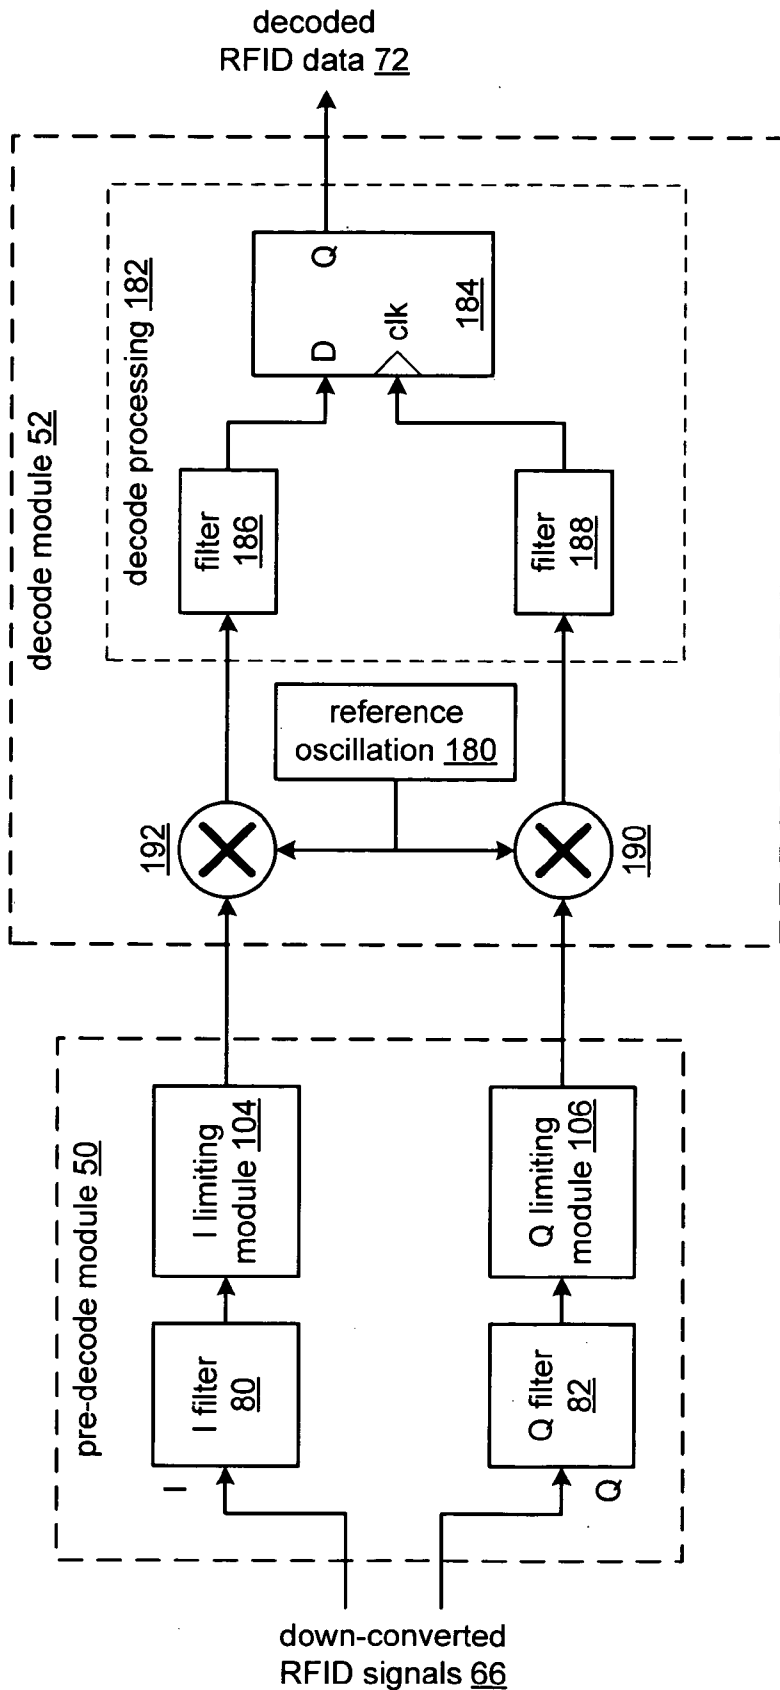 decoded
RFID data 72
decode module 52
decode processing 182
D
Q
clk
184
filter
186
filter
188
reference
oscillation 180
192
190
pre-decode module 50
I limiting
module 104
Q limiting
module 106
I filter
80
Q filter
82
I
Q
down-converted
RFID signals 66